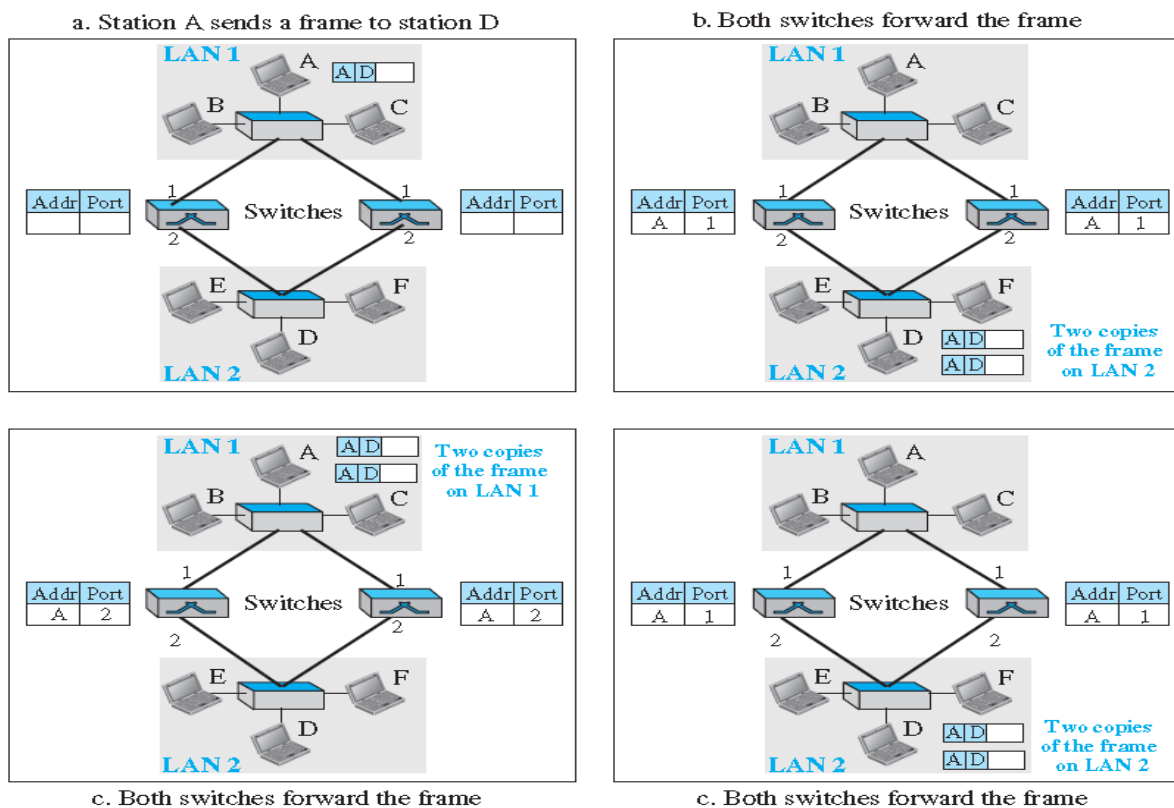 a. Station A sends a frame to station D
LAN 1
A
A D
B
C
1
1
Addr Port
Switches
Addr Port
2
2
E
F
D
LAN 2
b. Both switches forward the frame
LAN 1
A
B
C
1
1
Addr Port
A 1
Switches
Addr Port
A 1
2
2
E
F
D
A D
A D
Two copies
of the frame
on LAN 2
LAN 2
LAN 1
A
A D
A D
Two copies
of the frame
on LAN 1
B
C
1
1
Addr Port
A 2
Switches
Addr Port
A 2
2
2
E
F
D
LAN 2
c. Both switches forward the frame
LAN 1
A
B
C
1
1
Addr Port
A 1
Switches
Addr Port
A 1
2
2
E
F
D
A D
A D
Two copies
of the frame
on LAN 2
LAN 2
c. Both switches forward the frame